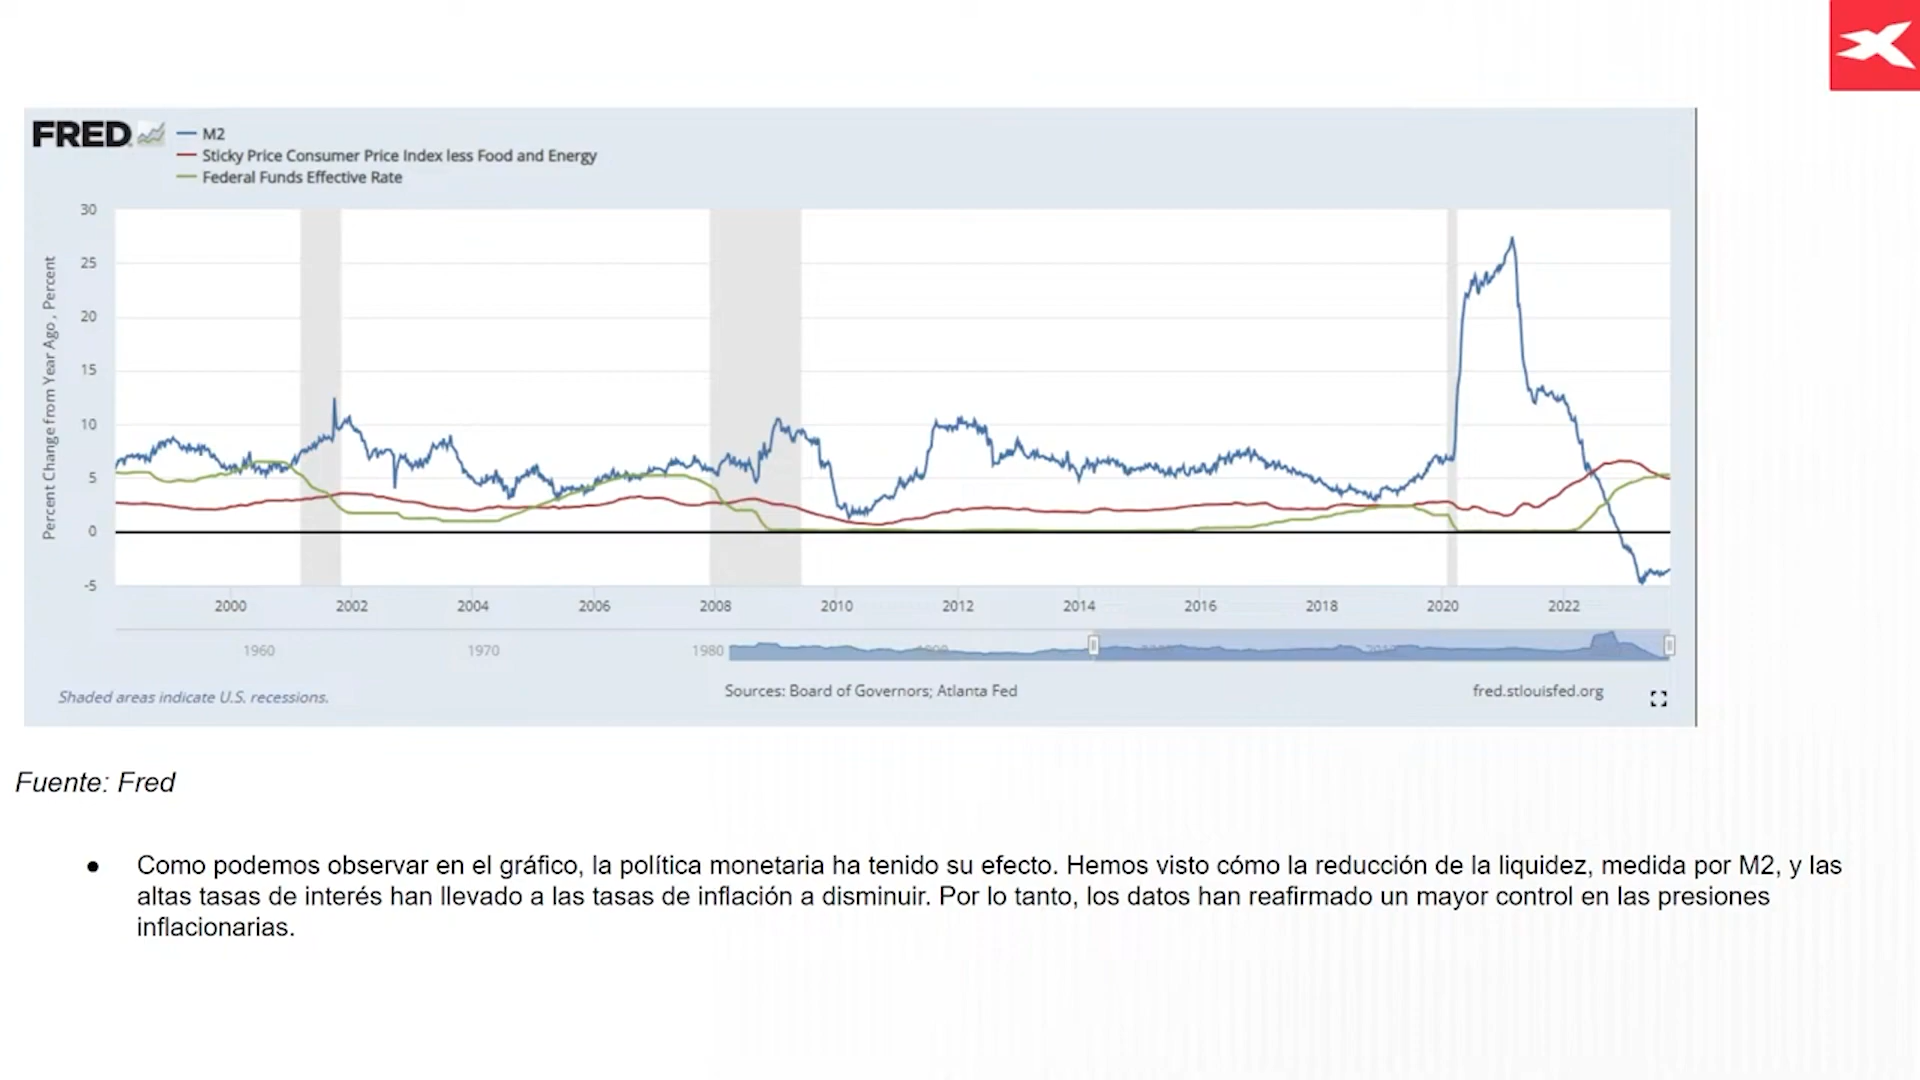 FRED
M2
Sticky Price Consumer Price Index less Food and Energy
Federal Funds Effective Rate
Percent Change from Year Ago , Percent
30
25
20
15
10
5
0
-5
2000 2002 2004 2006 2008 2010 2012 2014 2016 2018 2020 2022
1960 1970 1980
Shaded areas indicate U.S. recessions.
Sources: Board of Governors; Atlanta Fed
fred.stlouisfed.org
Fuente: Fred
● Como podemos observar en el gráfico, la política monetaria ha tenido su efecto. Hemos visto cómo la reducción de la liquidez, medida por M2, y las
altas tasas de interés han llevado a las tasas de inflación a disminuir. Por lo tanto, los datos han reafirmado un mayor control en las presiones
inflacionarias.